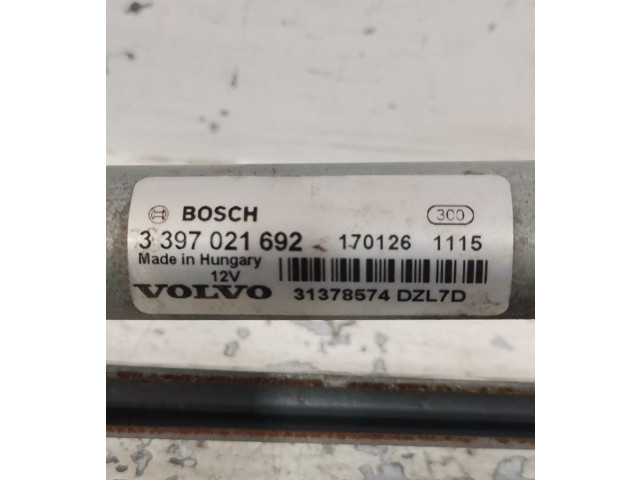 BOSCH 300
3 397 021 692 170126 1115
Made in Hungary
12V
VOLVO 31378574 DZL7D